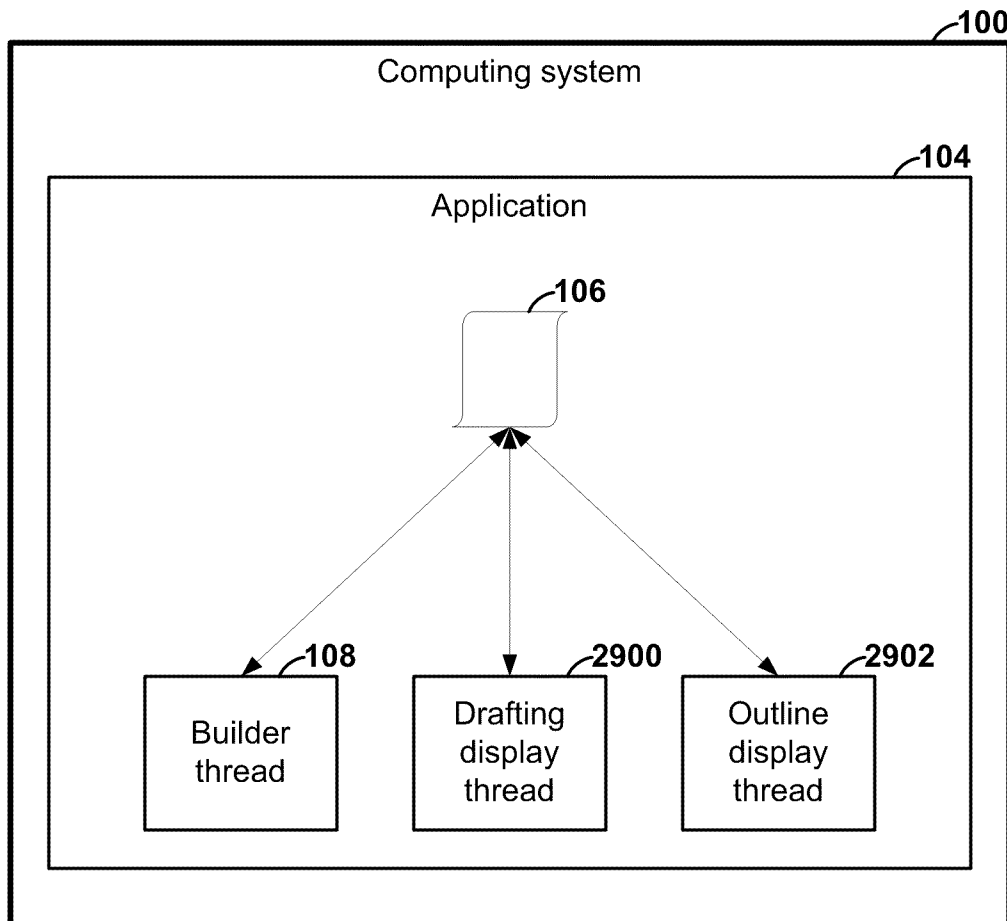 100
Computing system
104
Application
106
108
2900
2902
Builder
thread
Drafting
display
thread
Outline
display
thread